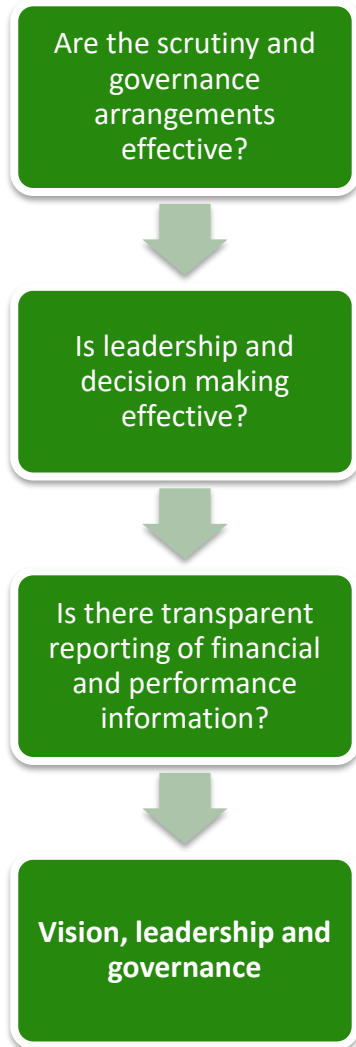 Are the scrutiny and
governance
arrangements
effective?
Is leadership and
decision making
effective?
Is there transparent
reporting of financial
and performance
information?
Vision, leadership and
governance